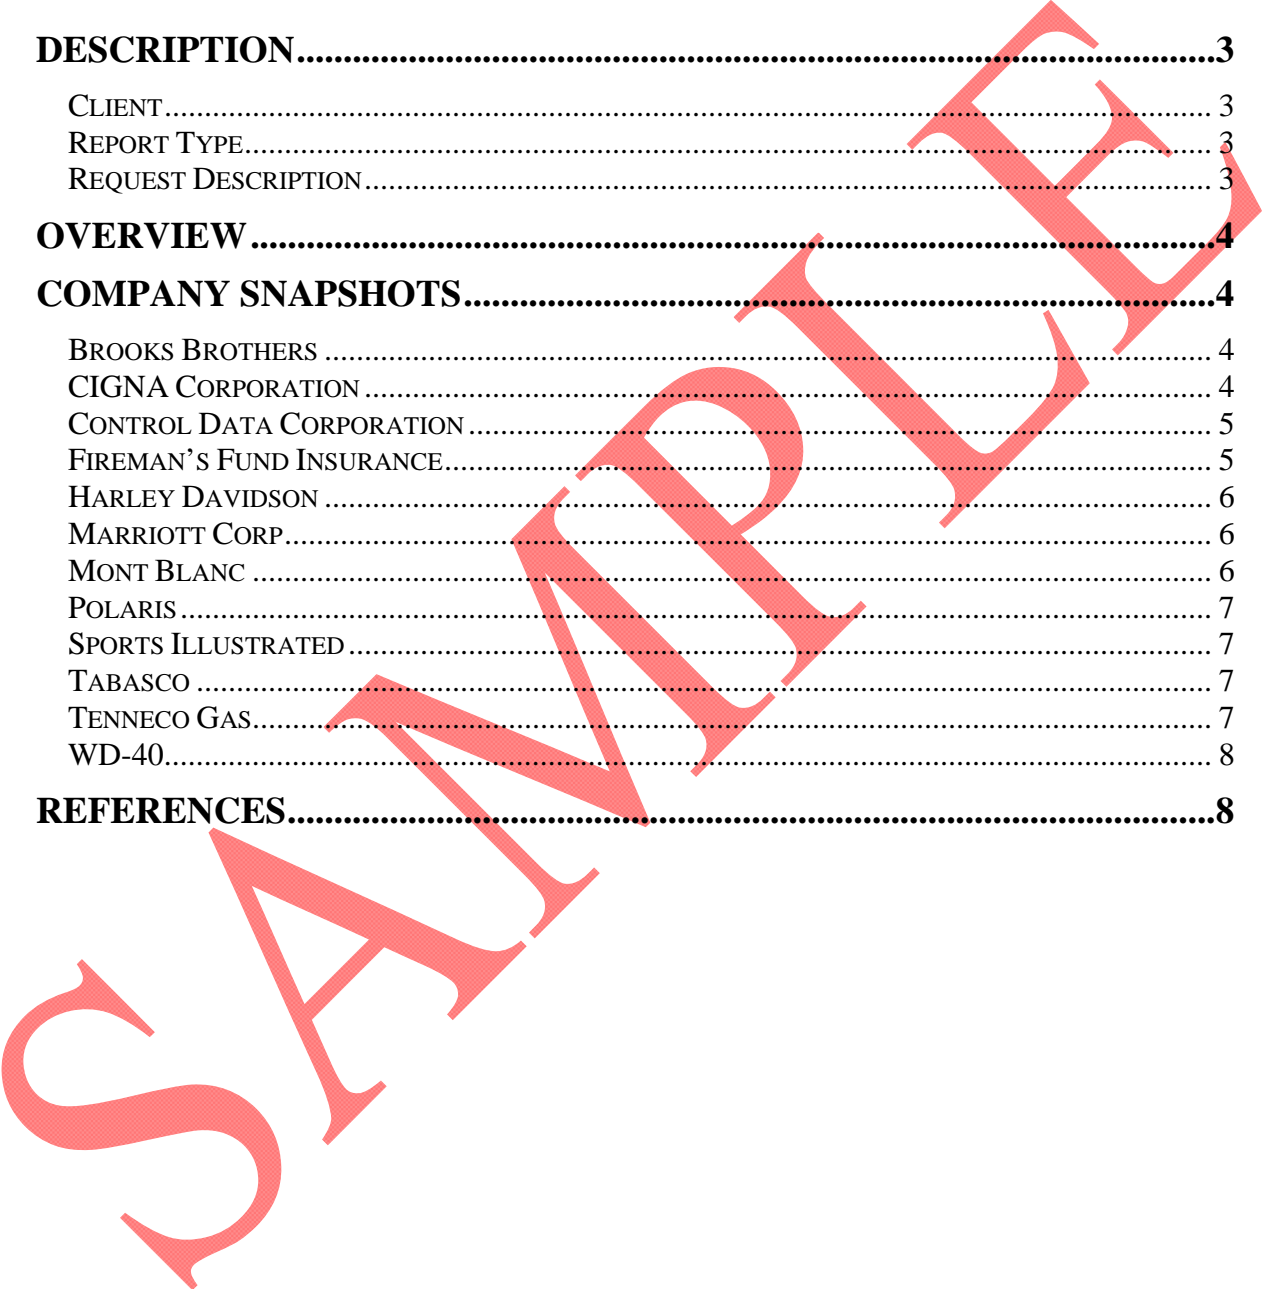 DESCRIPTION.......... 3
CLIENT.......... 3
REPORT TYPE.......... 3
REQUEST DESCRIPTION.......... 3
OVERVIEW.......... 4
COMPANY SNAPSHOTS.......... 4
BROOKS BROTHERS.......... 4
CIGNA CORPORATION.......... 4
CONTROL DATA CORPORATION.......... 5
FIREMAN’S FUND INSURANCE.......... 5
HARLEY DAVIDSON.......... 6
MARRIOTT CORP.......... 6
MONT BLANC.......... 6
POLARIS.......... 7
SPORTS ILLUSTRATED.......... 7
TABASCO.......... 7
TENNECO GAS.......... 7
WD-40.......... 8
REFERENCES.......... 8
SAMPLE